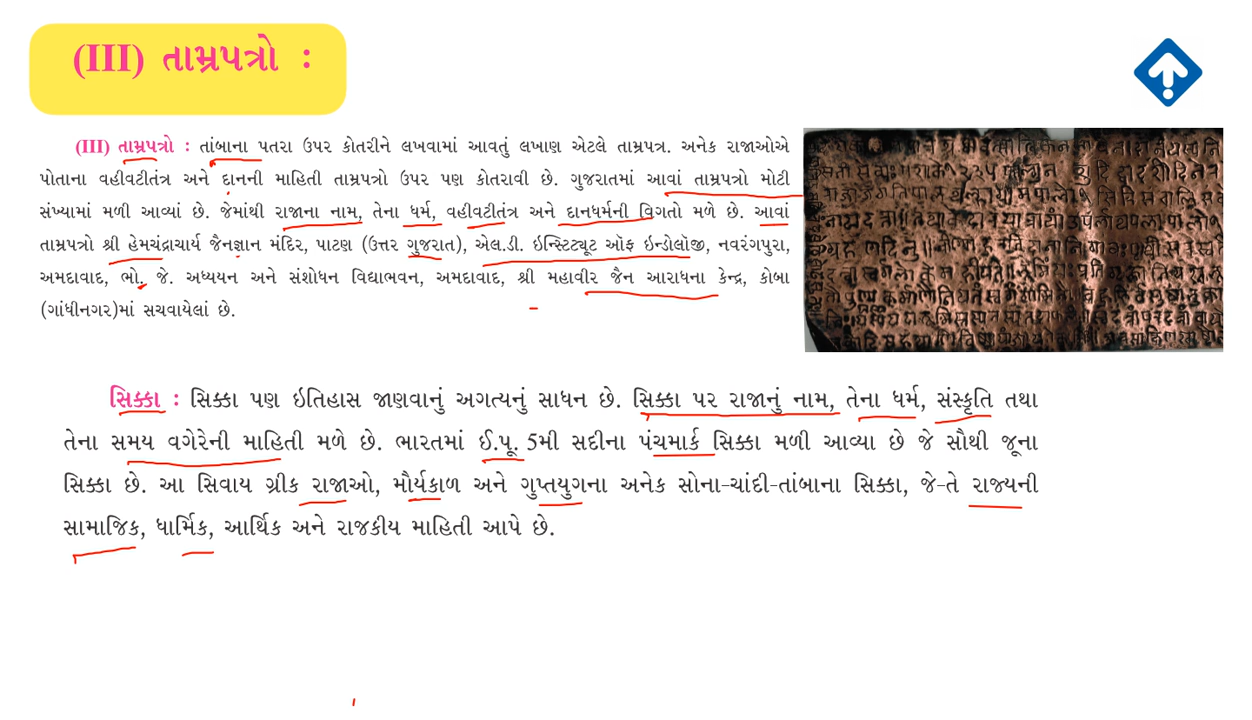 (III) તામ્રપત્રો :
(III) તામ્રપત્રો : તાંબાના પતરા ઉપર કોતરીને લખવામાં આવતું લખાણ એટલે તામ્રપત્ર. અનેક રાજાઓએ
પોતાના વહીવટીતંત્ર અને દાનની માહિતી તામ્રપત્રો ઉપર પણ કોતરાવી છે. ગુજરાતમાં આવાં તામ્રપત્રો મોટી
સંખ્યામાં મળી આવ્યાં છે. જેમાંથી રાજાના નામ, તેના ધર્મ, વહીવટીતંત્ર અને દાનધર્મની વિગતો મળે છે. આવાં
તામ્રપત્રો શ્રી હેમચંદ્રાચાર્ય જૈનજ્ઞાન મંદિર, પાટણ (ઉત્તર ગુજરાત), એલ.ડી. ઇન્સ્ટિટ્યૂટ ઑફ ઇન્ડોલૉજી, નવરંગપુરા,
અમદાવાદ, ભો. જે. અધ્યયન અને સંશોધન વિદ્યાભવન, અમદાવાદ, શ્રી મહાવીર જૈન આરાધના કેન્દ્ર, કોબા
(ગાંધીનગર)માં સચવાયેલાં છે.
સિક્કા : સિક્કા પણ ઇતિહાસ જાણવાનું અગત્યનું સાધન છે. સિક્કા પર રાજાનું નામ, તેના ધર્મ, સંસ્કૃતિ તથા
તેના સમય વગેરેની માહિતી મળે છે. ભારતમાં ઈ.પૂ. 5મી સદીના પંચમાર્ક સિક્કા મળી આવ્યા છે જે સૌથી જૂના
સિક્કા છે. આ સિવાય ગ્રીક રાજાઓ, મૌર્યકાળ અને ગુપ્તયુગના અનેક સોના-ચાંદી-તાંબાના સિક્કા, જે-તે રાજ્યની
સામાજિક, ધાર્મિક, આર્થિક અને રાજકીય માહિતી આપે છે.